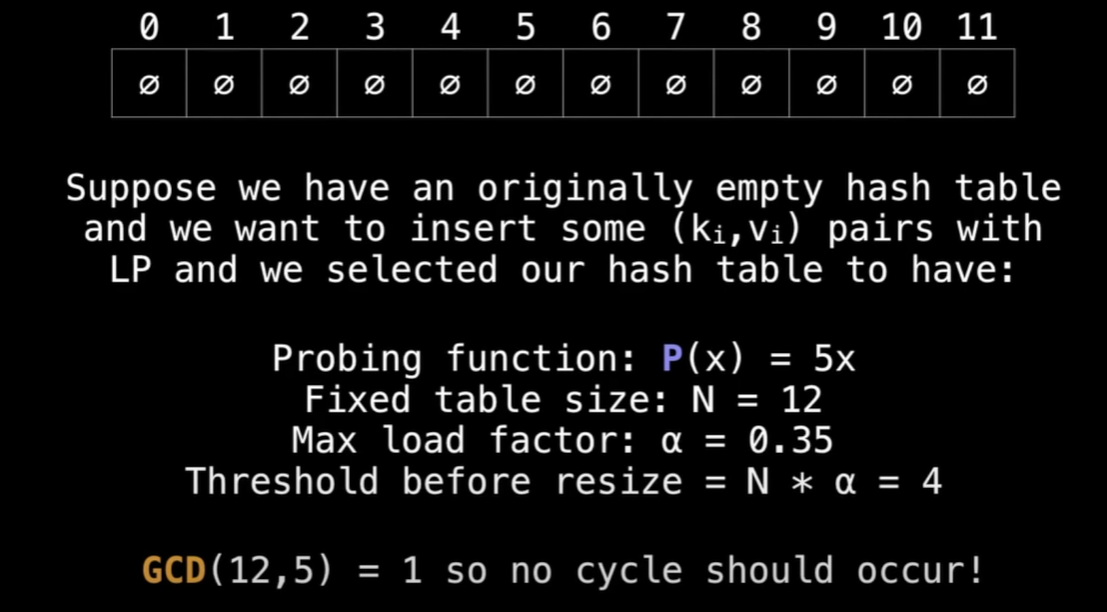 0 1 2 3 4 5 6 7 8 9 10 11
∅ ∅ ∅ ∅ ∅ ∅ ∅ ∅ ∅ ∅ ∅ ∅
Suppose we have an originally empty hash table
and we want to insert some (kᵢ,vᵢ) pairs with
LP and we selected our hash table to have:
Probing function: P(x) = 5x
Fixed table size: N = 12
Max load factor: α = 0.35
Threshold before resize = N * α = 4
GCD(12,5) = 1 so no cycle should occur!